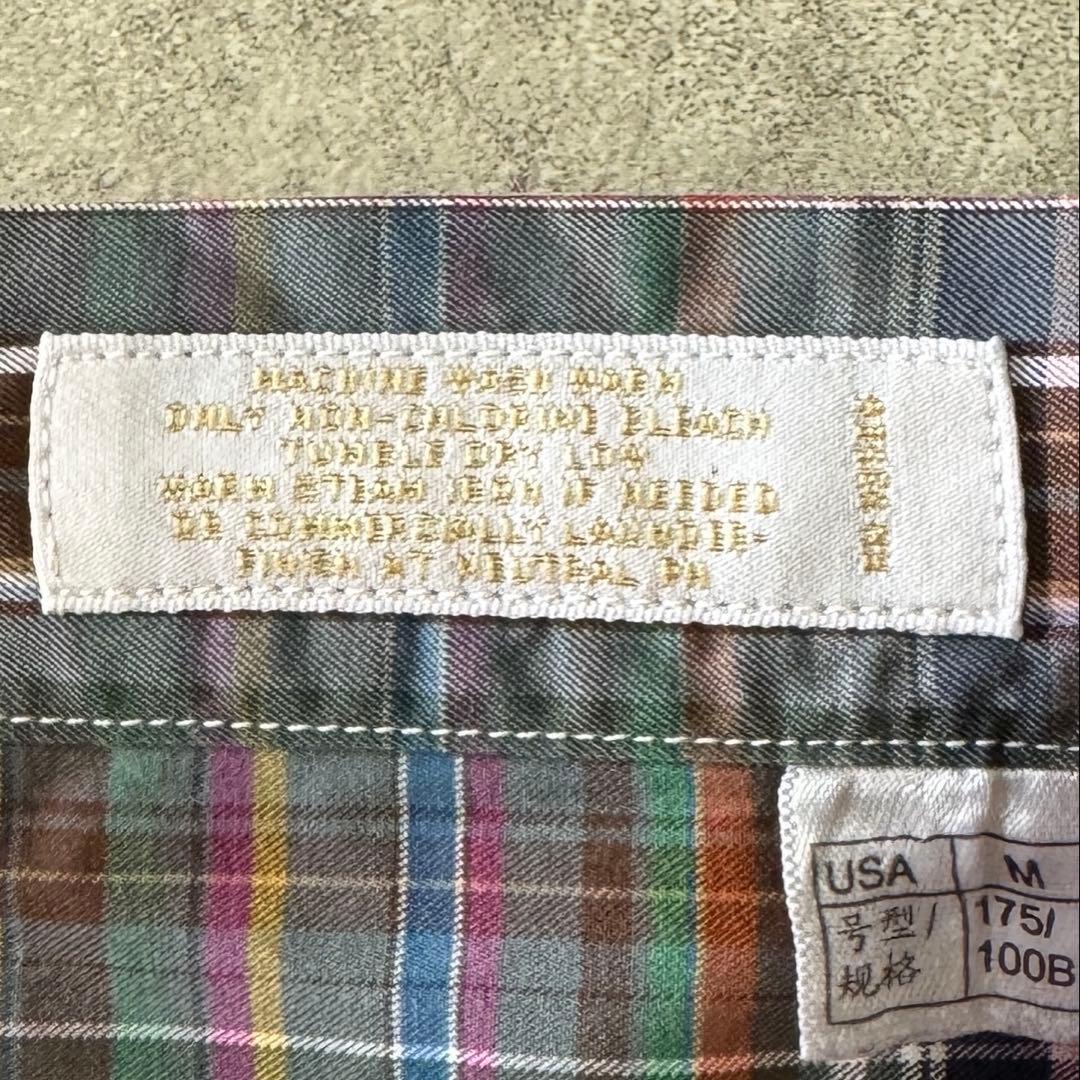 MACHINE WASH WARM
ONLY NON-CHLORINE BLEACH
TUMBLE DRY LOW
WARM STEAM IRON IF NEEDED
OR COMMERCIALLY LAUNDER-
FINISH AT NEUTRAL PH
USA M
号型/ 175/
规格 100B